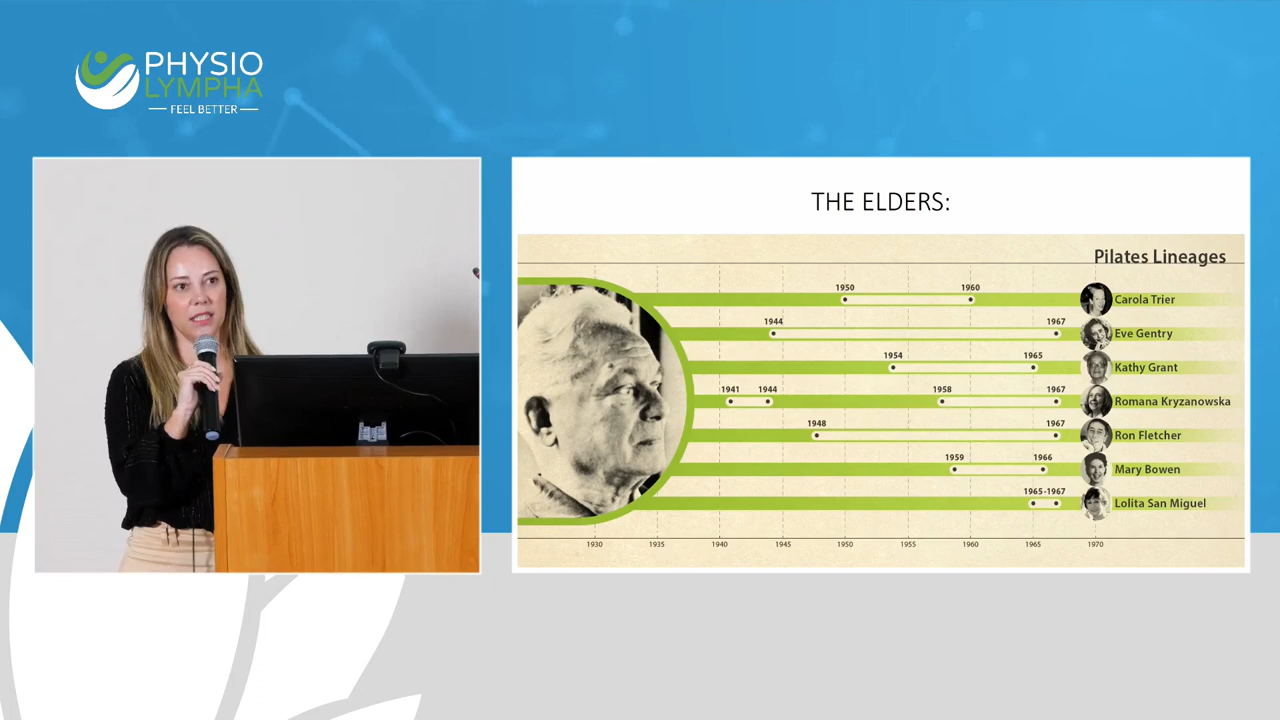 PHYSIO
LYMPHA
FEEL BETTER
THE ELDERS:
Pilates Lineages
1950 1960
Carola Trier
1944 1967
Eve Gentry
1954 1965
Kathy Grant
1941 1944 1958 1967
Romana Kryzanowska
1948 1967
Ron Fletcher
1959 1966
Mary Bowen
1965-1967
Lolita San Miguel
1930 1935 1940 1945 1950 1955 1960 1965 1970